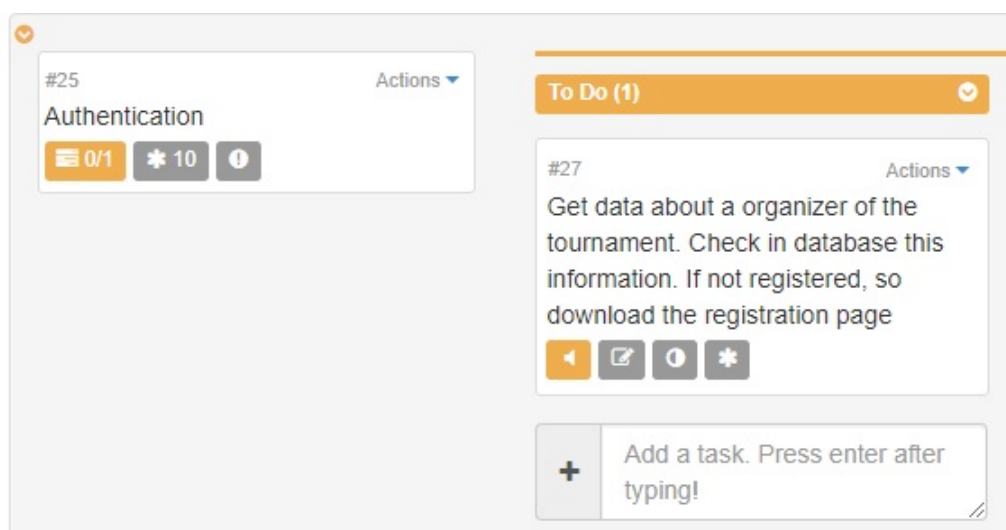 #25
Actions
Authentication
0/1
10
To Do (1)
#27
Actions
Get data about a organizer of the
tournament. Check in database this
information. If not registered, so
download the registration page
Add a task. Press enter after
typing!